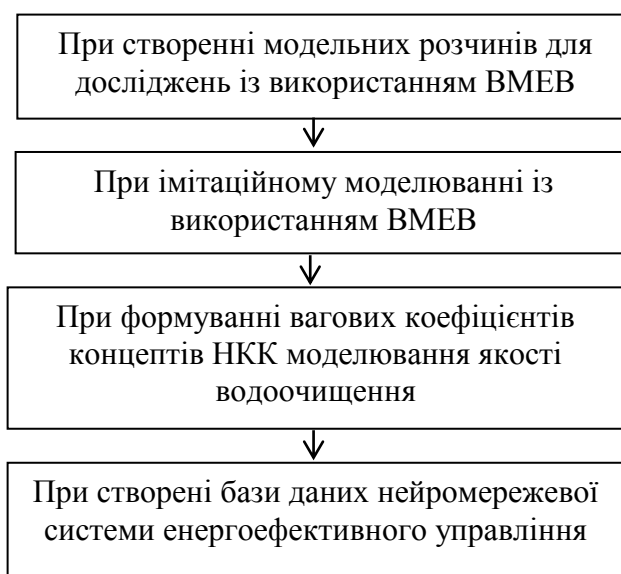 При створенні модельних розчинів для
досліджень із використанням ВМЕВ
При імітаційному моделюванні із
використанням ВМЕВ
При формуванні вагових коефіцієнтів
концептів НКК моделювання якості
водоочищення
При створені бази даних нейромережевої
системи енергоефективного управління